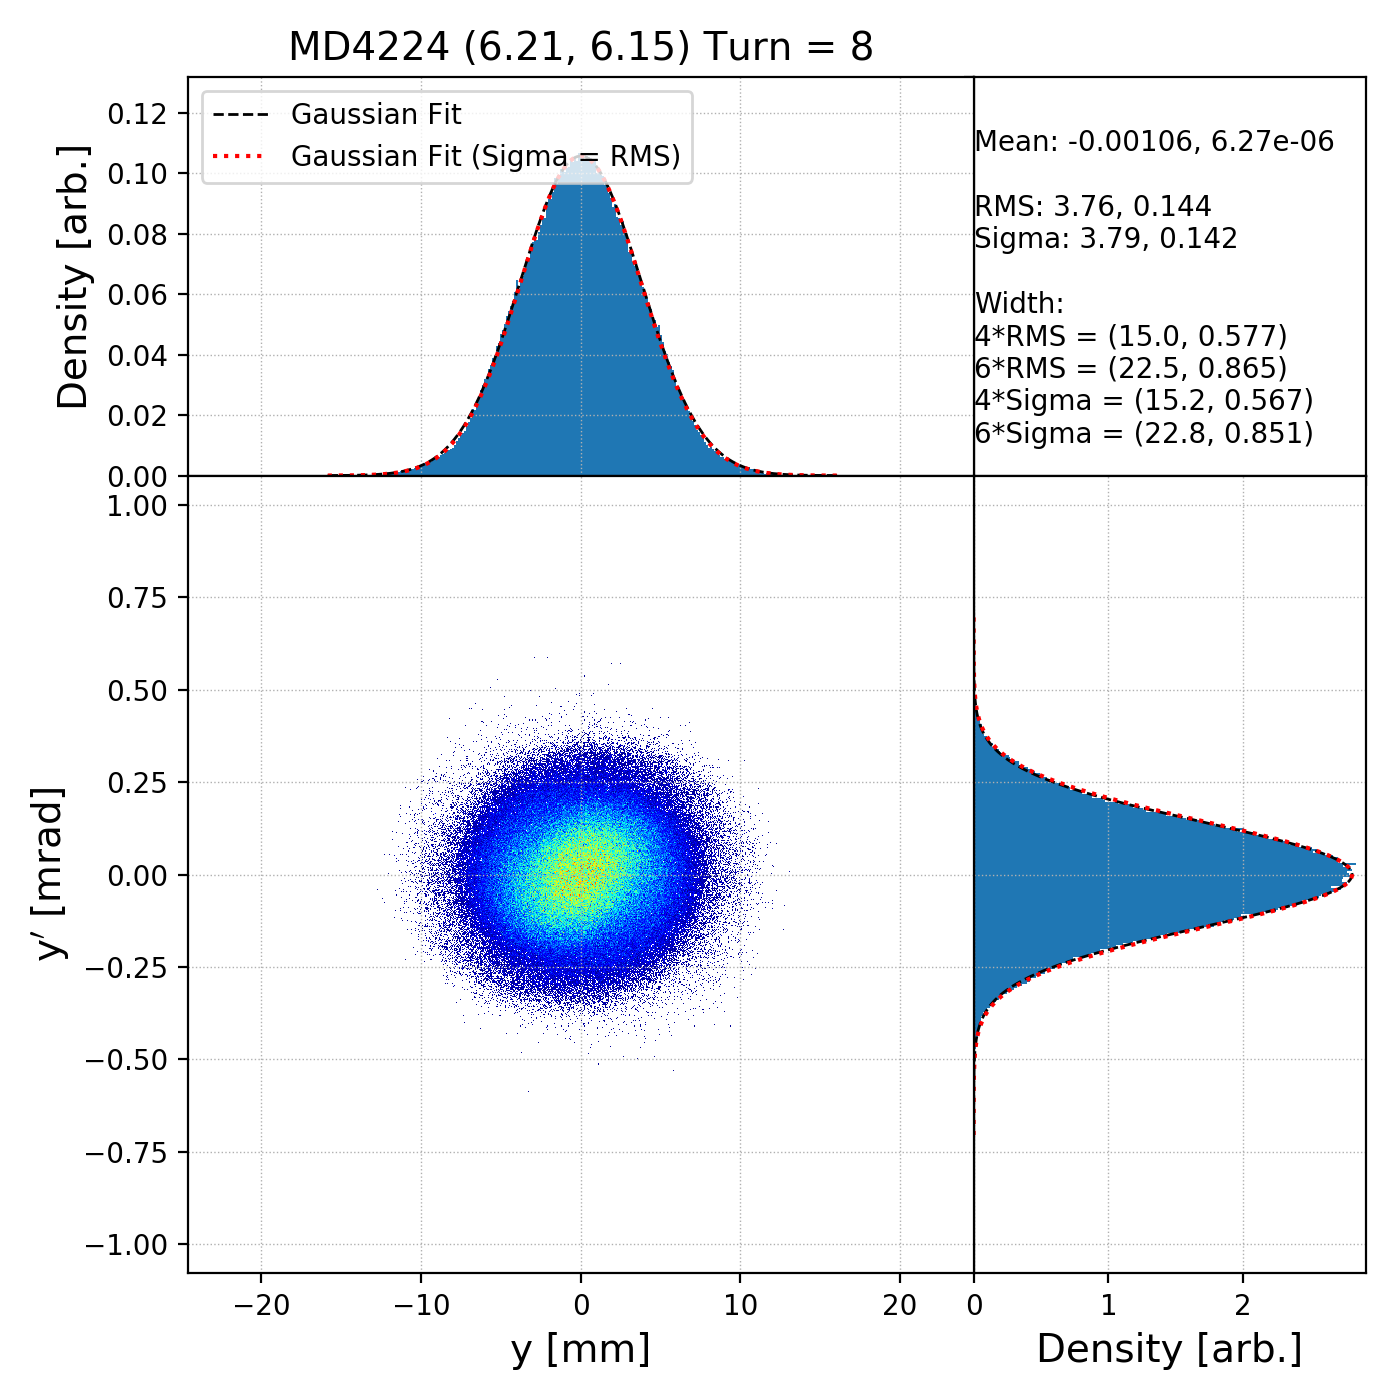 MD4224 (6.21, 6.15) Turn = 8
Gaussian Fit
Gaussian Fit (Sigma = RMS)
Density [arb.]
0.12
0.10
0.08
0.06
0.04
0.02
0.00
Mean: -0.00106, 6.27e-06
RMS: 3.76, 0.144
Sigma: 3.79, 0.142
Width:
4*RMS = (15.0, 0.577)
6*RMS = (22.5, 0.865)
4*Sigma = (15.2, 0.567)
6*Sigma = (22.8, 0.851)
y′ [mrad]
1.00
0.75
0.50
0.25
0.00
−0.25
−0.50
−0.75
−1.00
−20 −10 0 10 20
y [mm]
0 1 2
Density [arb.]